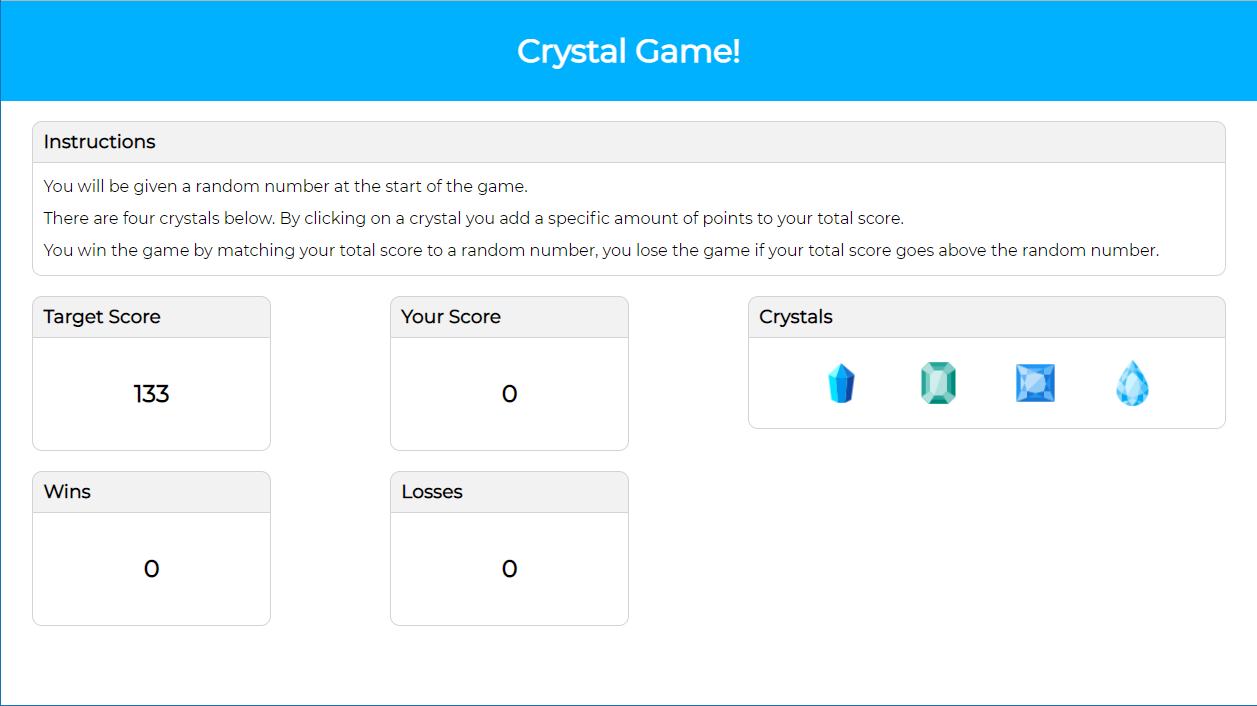 Crystal Game!
Instructions
You will be given a random number at the start of the game.
There are four crystals below. By clicking on a crystal you add a specific amount of points to your total score.
You win the game by matching your total score to a random number, you lose the game if your total score goes above the random number.
Target Score
133
Your Score
0
Crystals
Wins
0
Losses
0